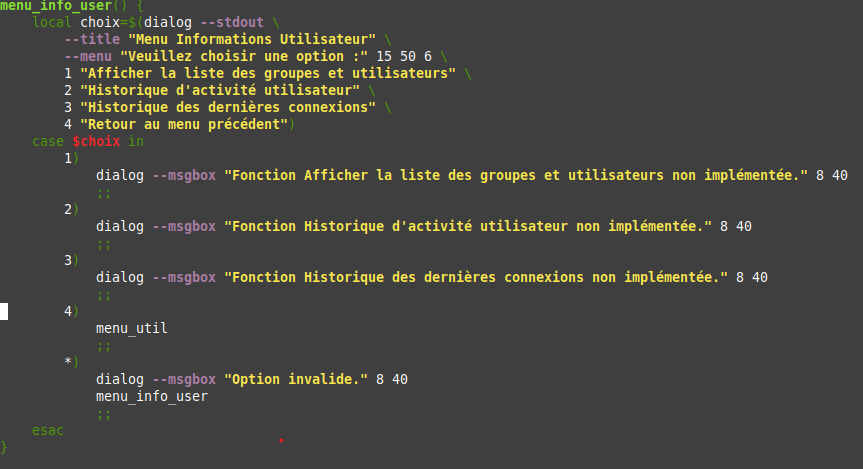 menu_info_user() {
    local choix=$(dialog --stdout \
        --title "Menu Informations Utilisateur" \
        --menu "Veuillez choisir une option :" 15 50 6 \
        1 "Afficher la liste des groupes et utilisateurs" \
        2 "Historique d'activité utilisateur" \
        3 "Historique des dernières connexions" \
        4 "Retour au menu précédent")
    case $choix in
        1)
            dialog --msgbox "Fonction Afficher la liste des groupes et utilisateurs non implémentée." 8 40
            ;;
        2)
            dialog --msgbox "Fonction Historique d'activité utilisateur non implémentée." 8 40
            ;;
        3)
            dialog --msgbox "Fonction Historique des dernières connexions non implémentée." 8 40
            ;;
        4)
            menu_util
            ;;
        *)
            dialog --msgbox "Option invalide." 8 40
            menu_info_user
            ;;
    esac
}